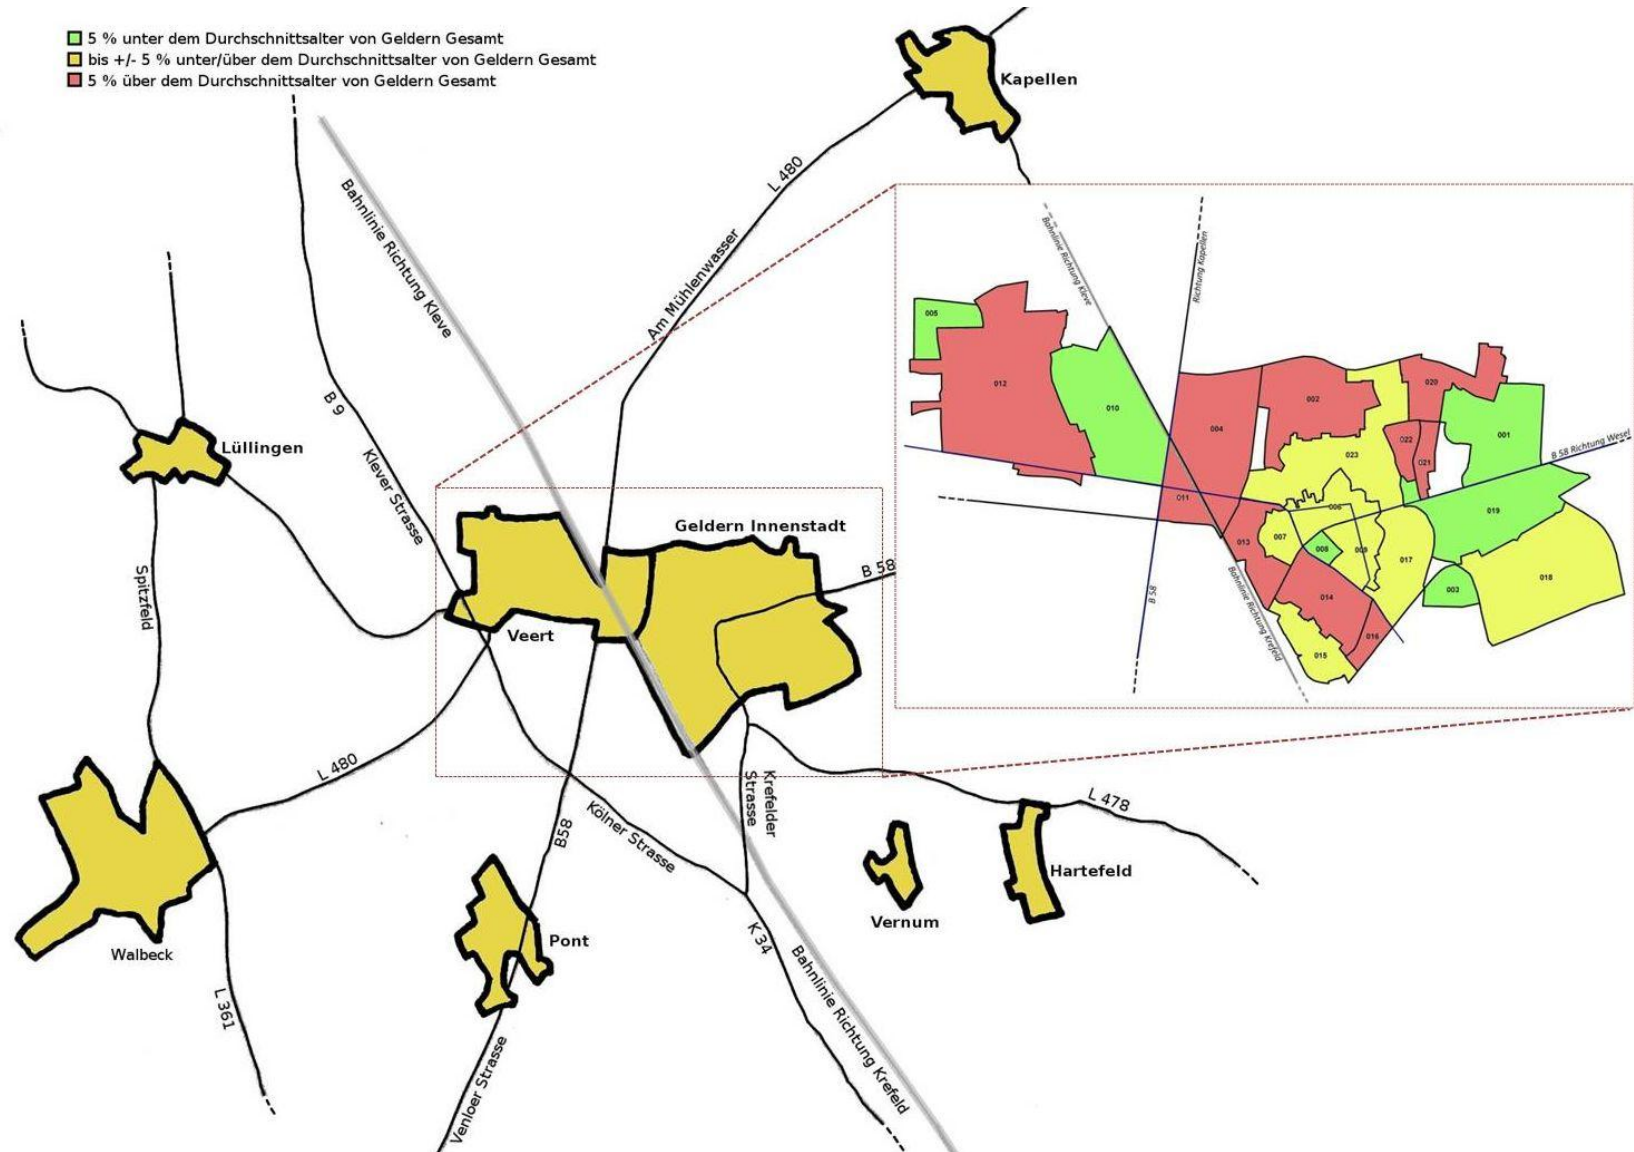 5 % unter dem Durchschnittsalter von Geldern Gesamt
bis +/- 5 % unter/über dem Durchschnittsalter von Geldern Gesamt
5 % über dem Durchschnittsalter von Geldern Gesamt
Kapellen
L 480
Bahnlinie Richtung Kleve
Am Mühlenwasser
B 9
Klever Strasse
Lüllingen
Spitzfeld
Geldern Innenstadt
B 58
Veert
L 480
Walbeck
L 361
Kölner Strasse
B58
Pont
Venloer Strasse
Krefelder
Strasse
K 34
Bahnlinie Richtung Krefeld
L 478
Vernum
Hartefeld
Bahnlinie Richtung Kleve
Richtung Kapellen
005
012
010
004
002
020
001
B 58 Richtung Wesel
022
021
023
011
006
019
013
007
008
009
017
018
003
014
016
015
B 58
Bahnlinie Richtung Krefeld